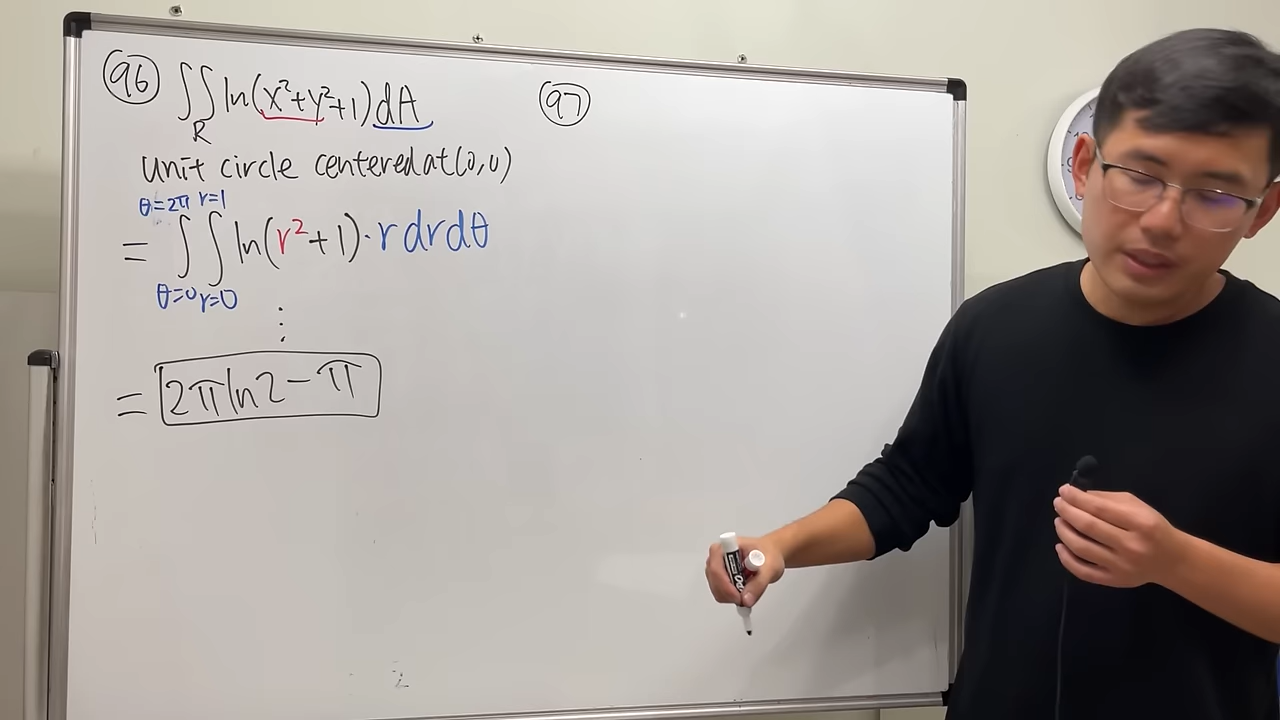 (96) ∬_R ln(x²+y²+1) dA
unit circle centered at (0,0)
θ=2π r=1
= ∫∫ ln(r²+1)·r dr dθ
θ=0 r=0
⋮
= 2π ln2 − π
(97)